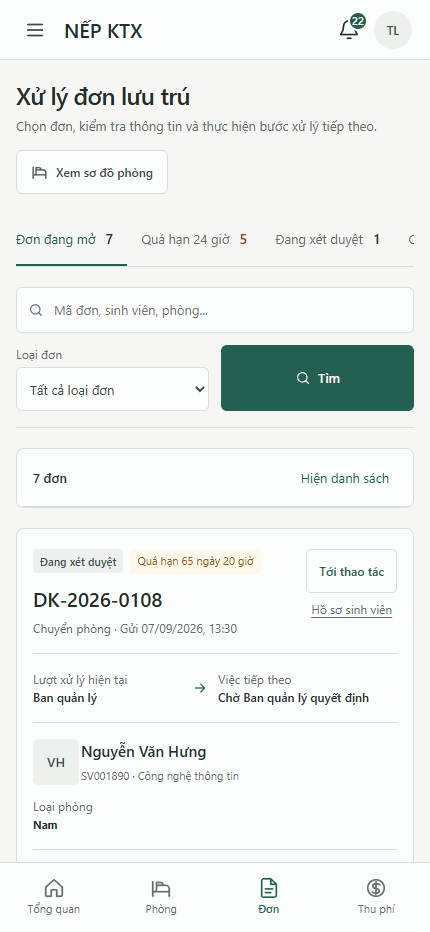 NẾP KTX
22
TL
Xử lý đơn lưu trú
Chọn đơn, kiểm tra thông tin và thực hiện bước xử lý tiếp theo.
Xem sơ đồ phòng
Đơn đang mở 7 Quá hạn 24 giờ 5 Đang xét duyệt 1
Mã đơn, sinh viên, phòng...
Loại đơn
Tất cả loại đơn
Tìm
7 đơn
Hiện danh sách
Đang xét duyệt
Quá hạn 65 ngày 20 giờ
Tới thao tác
DK-2026-0108
Hồ sơ sinh viên
Chuyển phòng · Gửi 07/09/2026, 13:30
Lượt xử lý hiện tại
Ban quản lý
Việc tiếp theo
Chờ Ban quản lý quyết định
VH
Nguyễn Văn Hưng
SV001890 · Công nghệ thông tin
Loại phòng
Nam
Tổng quan
Phòng
Đơn
Thu phí